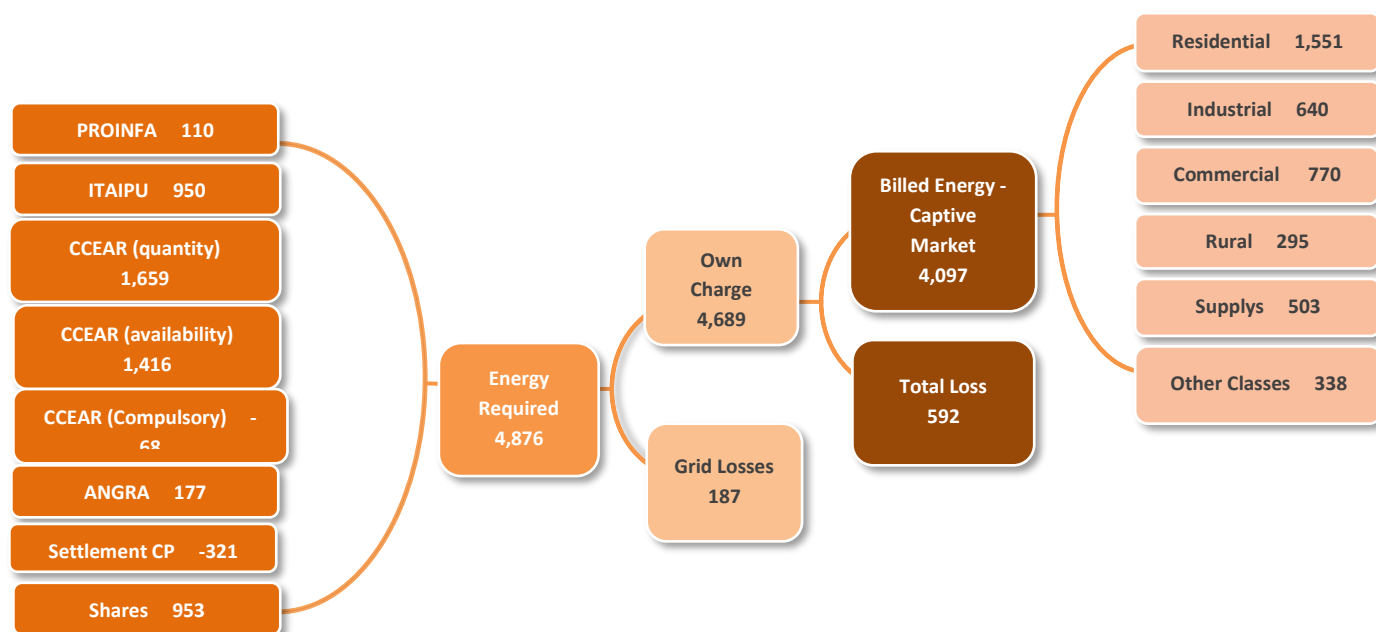 PROINFA 110
ITAIPU 950
CCEAR (quantity)
1,659
CCEAR (availability)
1,416
CCEAR (Compulsory) -
68
ANGRA 177
Settlement CP -321
Shares 953
Energy
Required
4,876
Own
Charge
4,689
Grid Losses
187
Billed Energy -
Captive
Market
4,097
Total Loss
592
Residential 1,551
Industrial 640
Commercial 770
Rural 295
Supplys 503
Other Classes 338